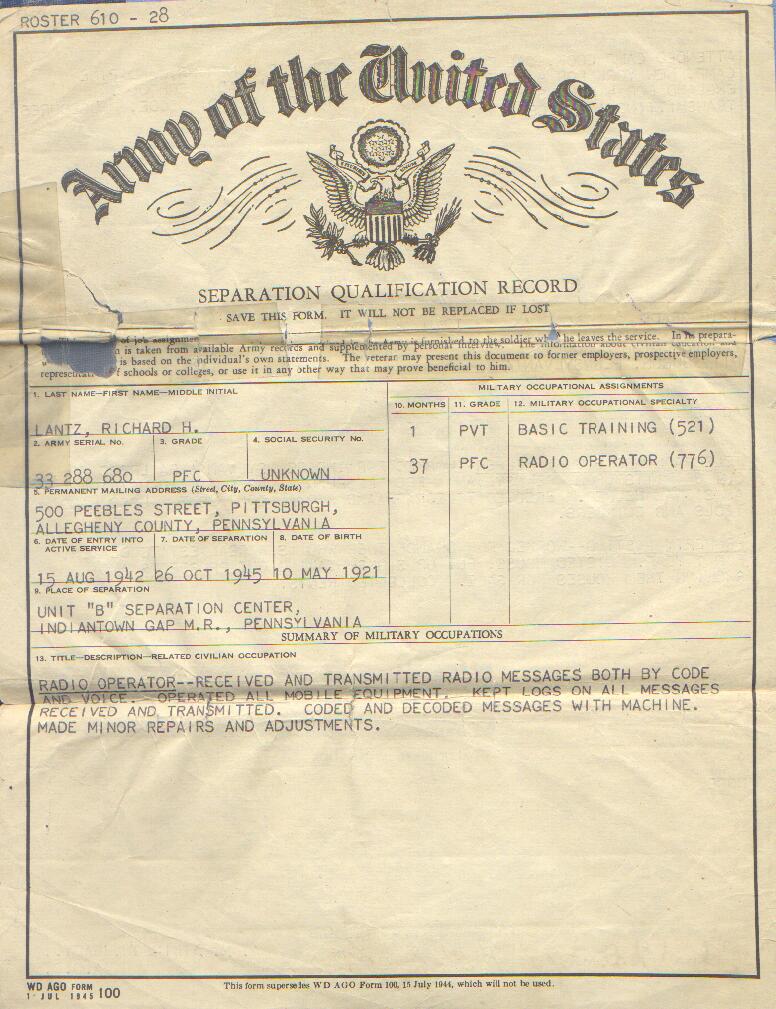 ROSTER 610 - 28
Army of the United States
SEPARATION QUALIFICATION RECORD
SAVE THIS FORM. IT WILL NOT BE REPLACED IF LOST
of job assignmen Army is furnished to the soldier wh he leaves the service. In its prepara-
n is taken from available Army records and supplemented by personal interview. The information about civilian education and
w is based on the individual's own statements. The veteran may present this document to former employers, prospective employers,
representati f schools or colleges, or use it in any other way that may prove beneficial to him.
1. LAST NAME—FIRST NAME—MIDDLE INITIAL
LANTZ, RICHARD H.
2. ARMY SERIAL NO. 3. GRADE 4. SOCIAL SECURITY NO.
33 288 680 PFC UNKNOWN
5. PERMANENT MAILING ADDRESS (Street, City, County, State)
500 PEEBLES STREET, PITTSBURGH,
ALLEGHENY COUNTY, PENNSYLVANIA
6. DATE OF ENTRY INTO ACTIVE SERVICE 7. DATE OF SEPARATION 8. DATE OF BIRTH
15 AUG 1942 26 OCT 1945 10 MAY 1921
9. PLACE OF SEPARATION
UNIT "B" SEPARATION CENTER,
INDIANTOWN GAP M.R., PENNSYLVANIA
MILITARY OCCUPATIONAL ASSIGNMENTS
10. MONTHS 11. GRADE 12. MILITARY OCCUPATIONAL SPECIALTY
1 PVT BASIC TRAINING (521)
37 PFC RADIO OPERATOR (776)
SUMMARY OF MILITARY OCCUPATIONS
13. TITLE—DESCRIPTION—RELATED CIVILIAN OCCUPATION
RADIO OPERATOR--RECEIVED AND TRANSMITTED RADIO MESSAGES BOTH BY CODE
AND VOICE. OPERATED ALL MOBILE EQUIPMENT. KEPT LOGS ON ALL MESSAGES
RECEIVED AND TRANSMITTED. CODED AND DECODED MESSAGES WITH MACHINE.
MADE MINOR REPAIRS AND ADJUSTMENTS.
WD AGO FORM
1 JUL 1945 100
This form supersedes WD AGO Form 100, 15 July 1944, which will not be used.